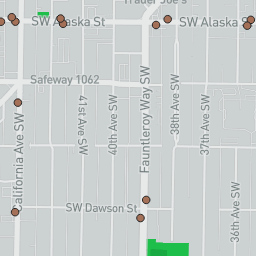 Trader Joe's
SW Alaska St
SW Alaska S
Safeway 1062
California Ave SW
41st Ave SW
40th Ave SW
Fauntleroy Way SW
38th Ave SW
37th Ave SW
36th Ave SW
SW Dawson St